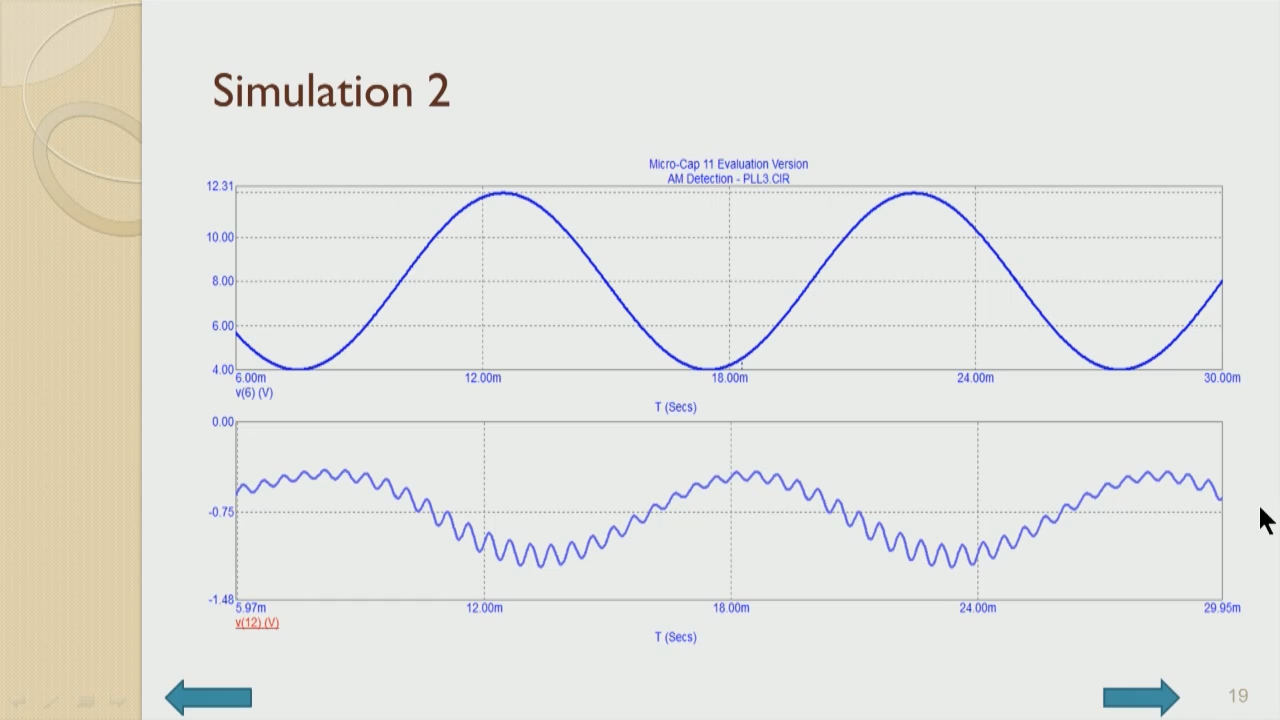 Simulation 2
Micro-Cap 11 Evaluation Version
AM Detection - PLL3.CIR
12.31
10.00
8.00
6.00
4.00
6.00m 12.00m 18.00m 24.00m 30.00m
v(6) (V)
T (Secs)
0.00
-0.75
-1.48
5.97m 12.00m 18.00m 24.00m 29.95m
v(12) (V)
T (Secs)
19